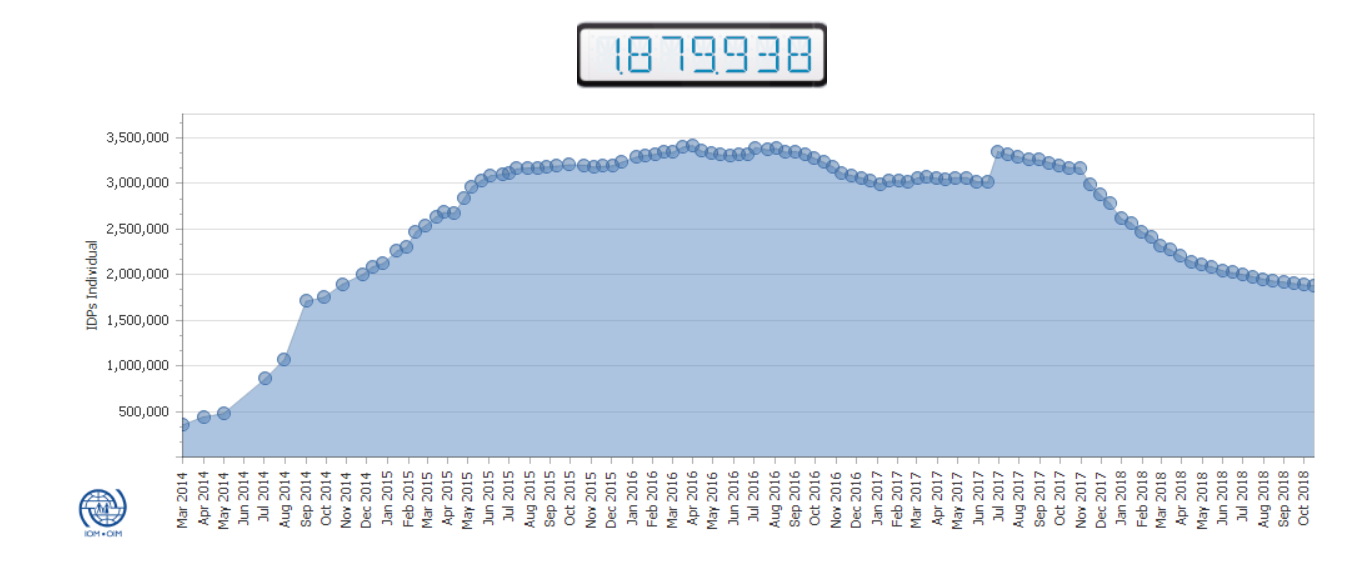 1.879.938
3,500,000
3,000,000
2,500,000
2,000,000
1,500,000
1,000,000
500,000
IDPs Individual
Mar 2014
Apr 2014
May 2014
Jun 2014
Jul 2014
Aug 2014
Sep 2014
Oct 2014
Nov 2014
Dec 2014
Jan 2015
Feb 2015
Mar 2015
Apr 2015
May 2015
Jun 2015
Jul 2015
Aug 2015
Sep 2015
Oct 2015
Nov 2015
Dec 2015
Jan 2016
Feb 2016
Mar 2016
Apr 2016
May 2016
Jun 2016
Jul 2016
Aug 2016
Sep 2016
Oct 2016
Nov 2016
Dec 2016
Jan 2017
Feb 2017
Mar 2017
Apr 2017
May 2017
Jun 2017
Jul 2017
Aug 2017
Sep 2017
Oct 2017
Nov 2017
Dec 2017
Jan 2018
Feb 2018
Mar 2018
Apr 2018
May 2018
Jun 2018
Jul 2018
Aug 2018
Sep 2018
Oct 2018
IOM•OIM